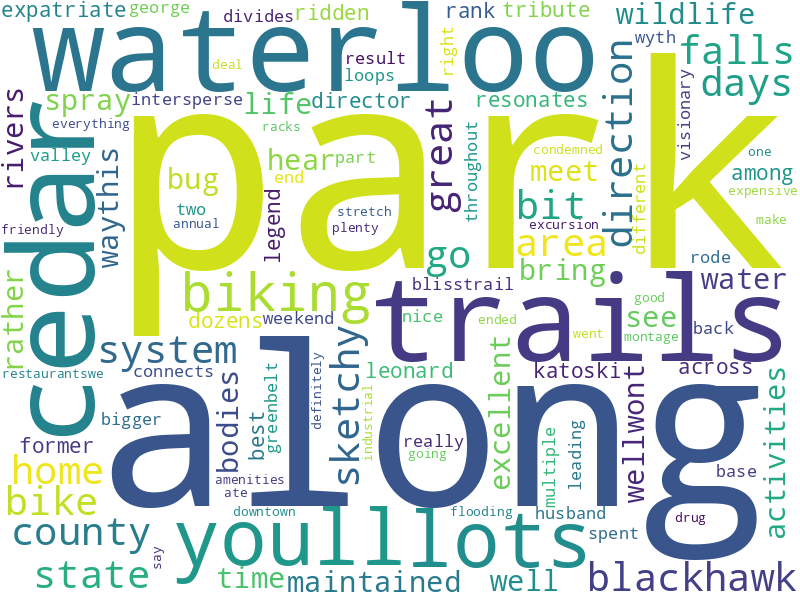 expatriate george divides ridden rank tribute wildlife
waterloo deal result loops right wyth falls
spray intersperse life director resonates days
rivers everything racks great direction visionary
valley waythis hear part throughout condemned one
bug meet different among expensive
two annual legend end stretch plenty bit make
friendly cedar park excursion area
go bring rode
biking blisstrail water
rather dozens weekend nice trails see good back
system sketchy ended went montage
restaurantswe connects definitely leonard katoskit across
bigger bodies best greenbelt industrial excellent wellwont activities
former along really base
home amenities going multiple leading
bike ate
county downtown youlllots flooding husband spent drug
say
state time maintained well blackhawk